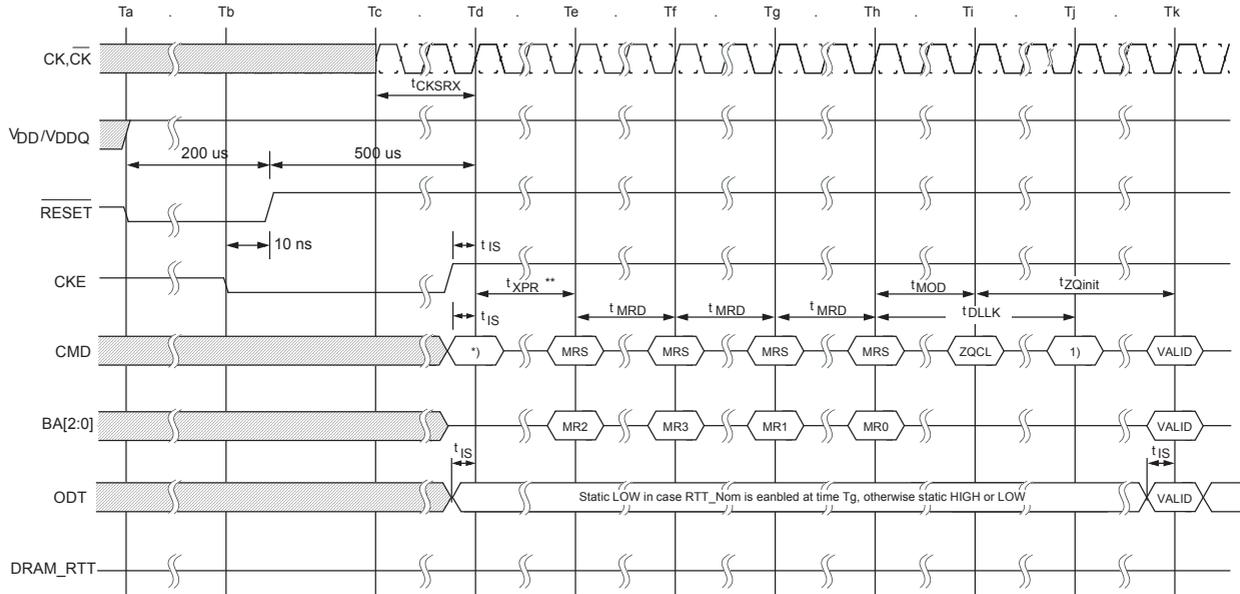 Ta . Tb . Tc . Td . Te . Tf . Tg . Th . Ti . Tj . Tk
CK,CK
tCKSRX
VDD/VDDQ
200 us
500 us
RESET
10 ns
tIS
CKE
tXPR **
tMOD
tZQinit
tMRD
tMRD
tMRD
tDLLK
tIS
CMD
*)
MRS
MRS
MRS
MRS
ZQCL
1)
VALID
BA[2:0]
MR2
MR3
MR1
MR0
VALID
tIS
tIS
ODT
Static LOW in case RTT_Nom is eanbled at time Tg, otherwise static HIGH or LOW
VALID
DRAM_RTT